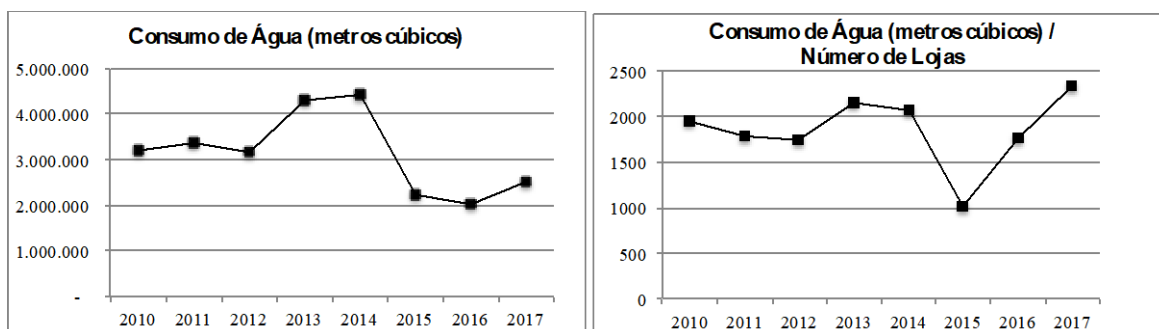 Consumo de Água (metros cúbicos)
5.000.000
4.000.000
3.000.000
2.000.000
1.000.000
-
2010 2011 2012 2013 2014 2015 2016 2017
Consumo de Água (metros cúbicos) /
Número de Lojas
2500
2000
1500
1000
500
0
2010 2011 2012 2013 2014 2015 2016 2017